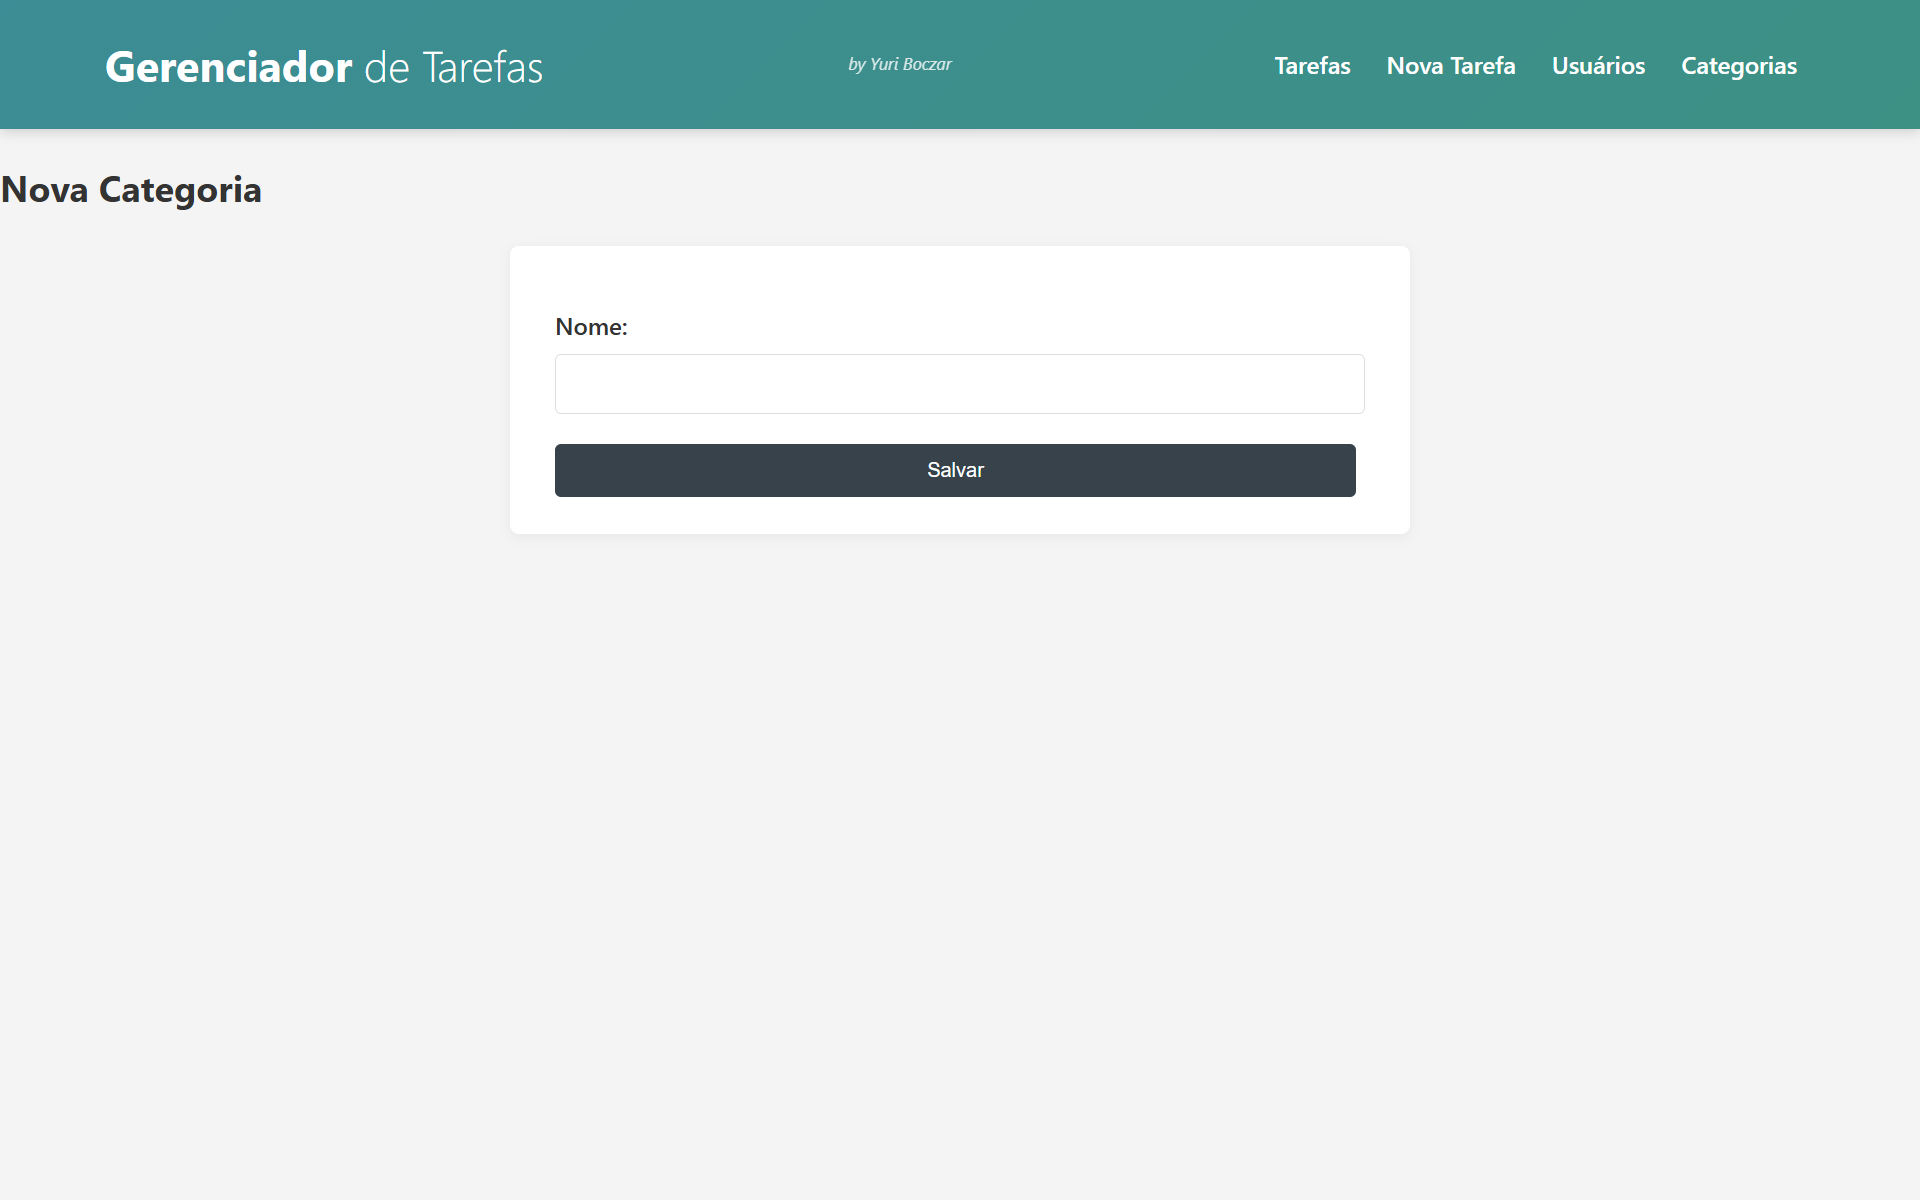 Gerenciador de Tarefas
by Yuri Boczar
Tarefas Nova Tarefa Usuários Categorias
Nova Categoria
Nome:
Salvar